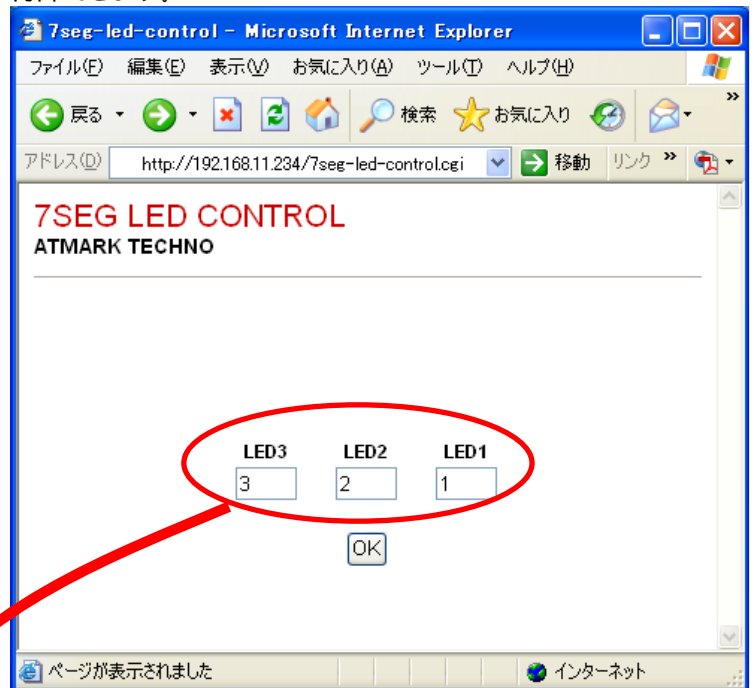 7seg-led-control - Microsoft Internet Explorer
ファイル(F) 編集(E) 表示(V) お気に入り(A) ツール(T) ヘルプ(H)
戻る 検索 お気に入り »
アドレス(D) http://192.168.11.234/7seg-led-control.cgi 移動 リンク »
7SEG LED CONTROL
ATMARK TECHNO
LED3 LED2 LED1
3 2 1
OK
ページが表示されました インターネット